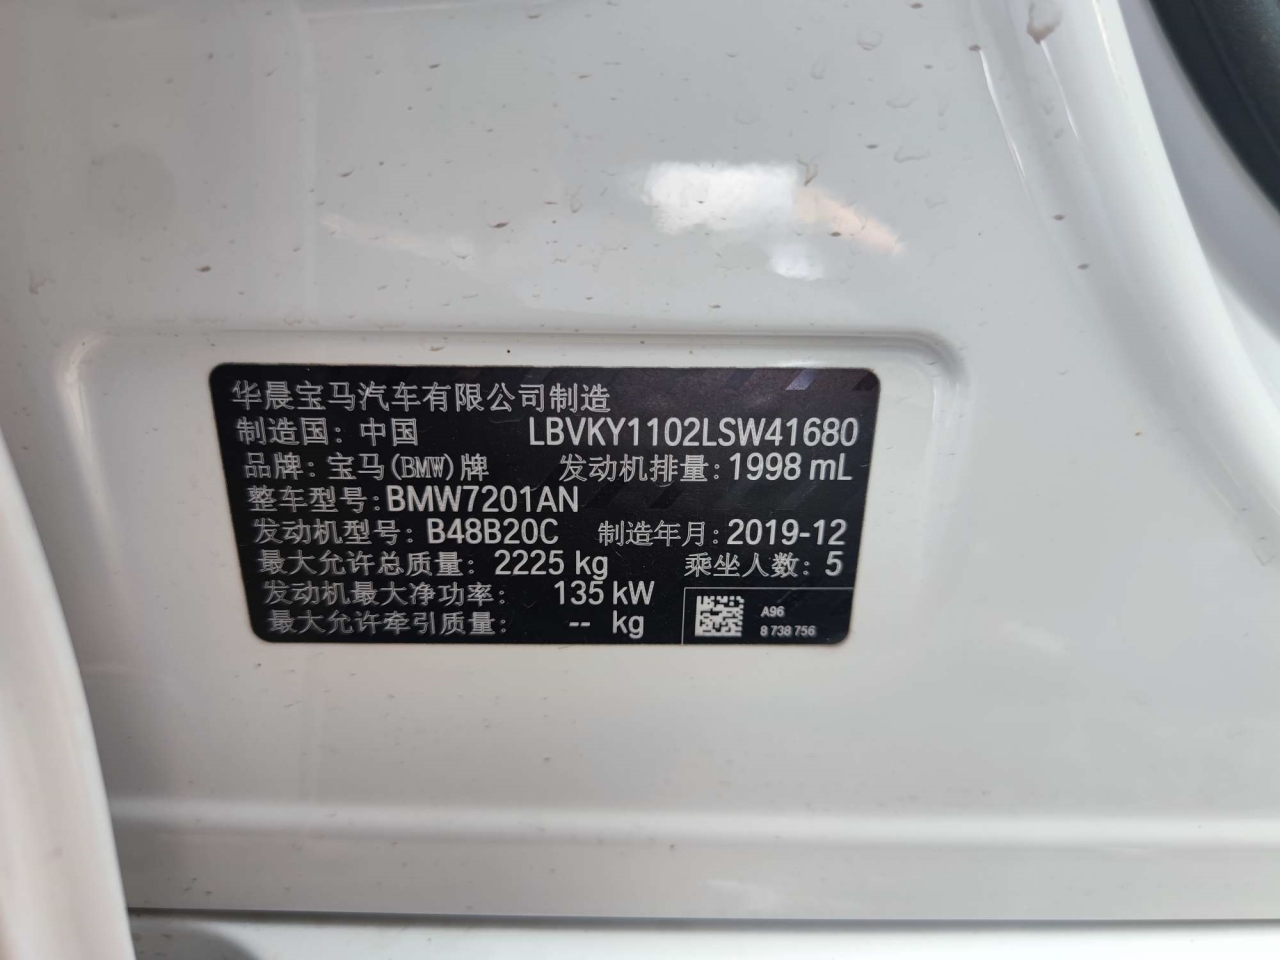 华晨宝马汽车有限公司制造
制造国：中国 LBVKY1102LSW41680
品牌：宝马(BMW)牌 发动机排量：1998 mL
整车型号：BMW7201AN
发动机型号：B48B20C 制造年月：2019-12
最大允许总质量：2225 kg 乘坐人数：5
发动机最大净功率：135 kW
最大允许牵引质量：-- kg
A96
8 738 756